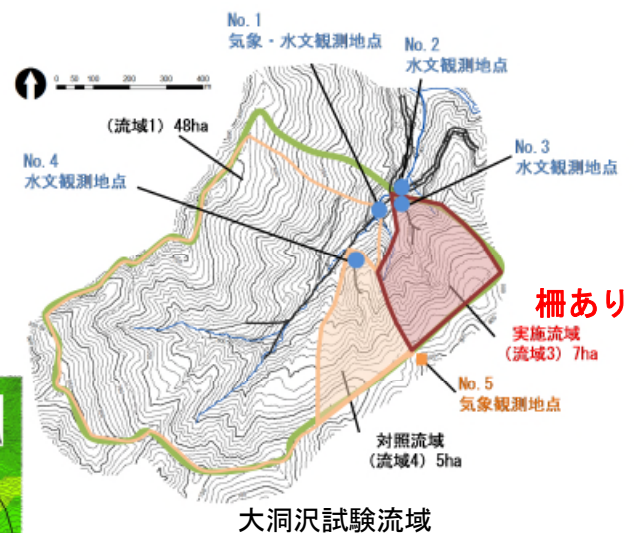 No.1
気象・水文観測地点
No.2
水文観測地点
0 50 100 200 300 400
(流域1) 48ha
No.3
水文観測地点
No.4
水文観測地点
柵あり
実施流域
(流域3) 7ha
No.5
気象観測地点
対照流域
(流域4) 5ha
大洞沢試験流域